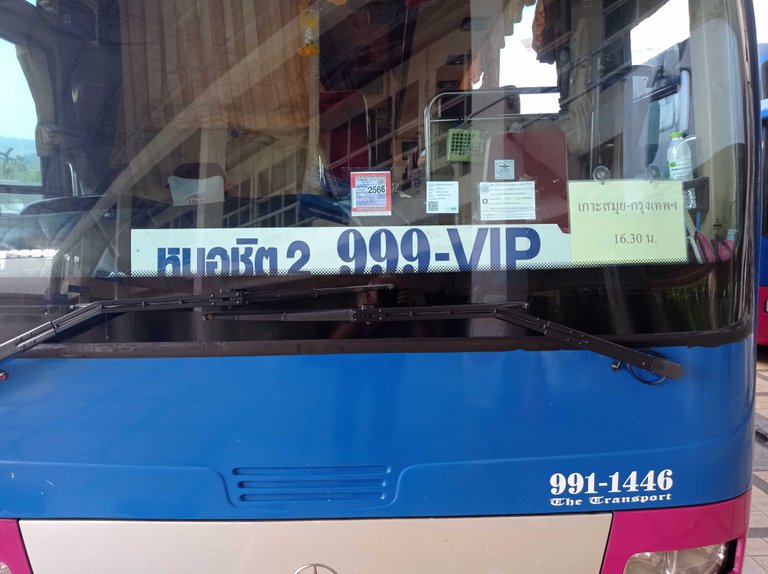 2566
หมอชิต 2 999-VIP
เกาะสมุย-กรุงเทพฯ
16.30 น.
991-1446
The Transport